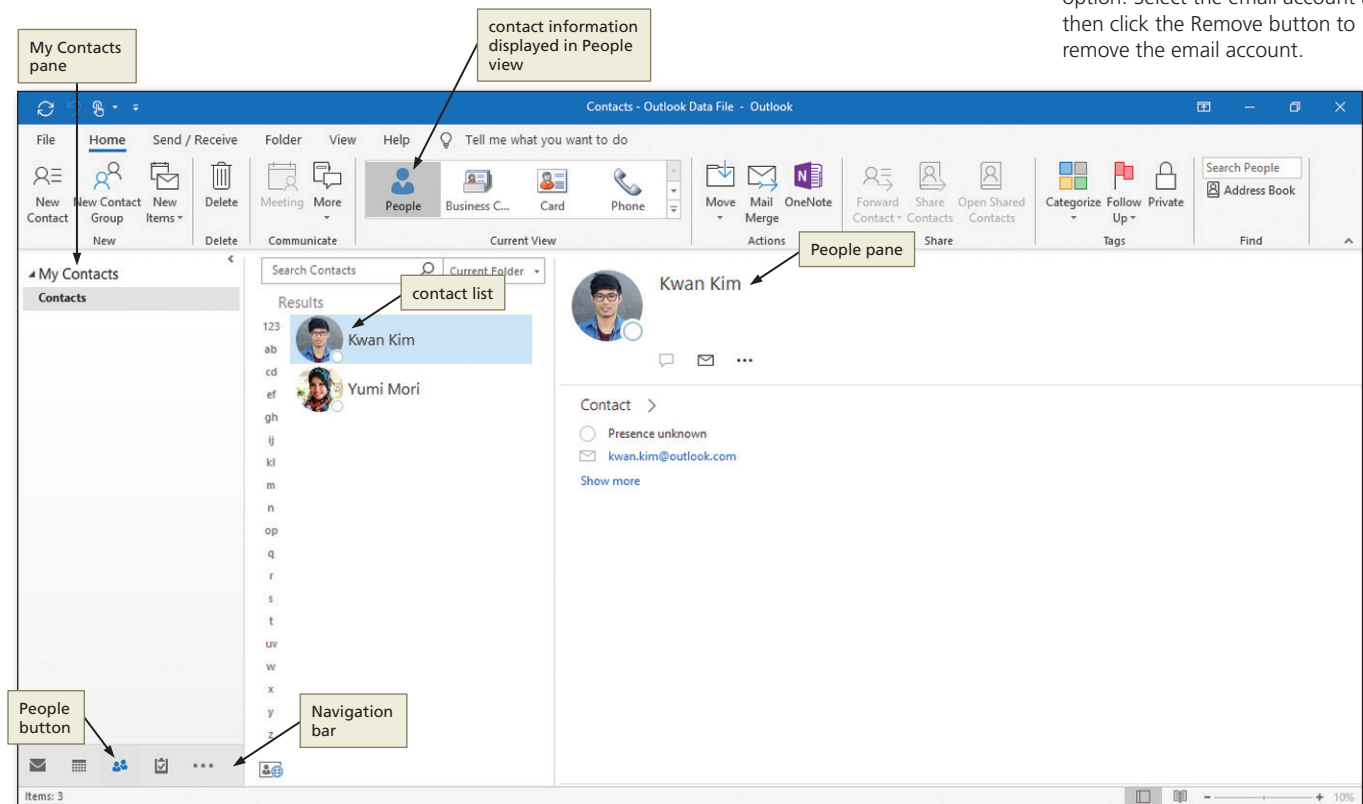 option. Select the email account
then click the Remove button to
remove the email account.
contact information
displayed in People
view
My Contacts
pane
Contacts - Outlook Data File - Outlook
File Home Send / Receive Folder View Help Tell me what you want to do
New Contact
New Contact Group
New Items
Delete
Meeting
More
People
Business C...
Card
Phone
Move
Mail Merge
OneNote
Forward Contact
Share Contacts
Open Shared Contacts
Categorize
Follow Up
Private
Search People
Address Book
New Delete Communicate Current View Actions Share Tags Find
People pane
My Contacts
Contacts
Search Contacts Current Folder
contact list
Results
123
ab
cd
ef
gh
ij
kl
m
n
op
q
r
s
t
uv
w
x
y
z
Kwan Kim
Yumi Mori
Kwan Kim
Contact >
Presence unknown
kwan.kim@outlook.com
Show more
People
button
Navigation
bar
Items: 3
10%